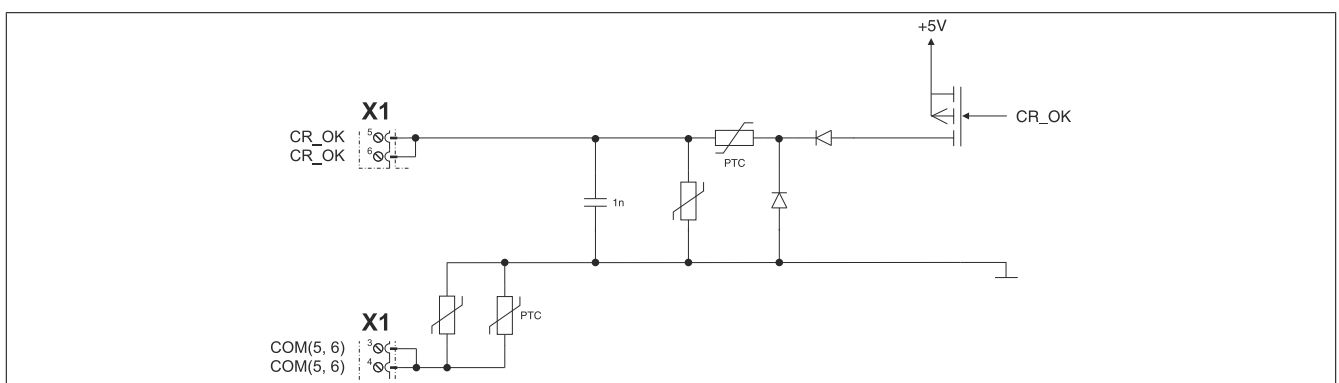 +5V
X1
CR_OK 5
CR_OK 6
CR_OK
PTC
1n
PTC
X1
COM(5, 6) 3
COM(5, 6) 4